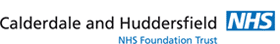 Calderdale and Huddersfield NHS
NHS Foundation Trust